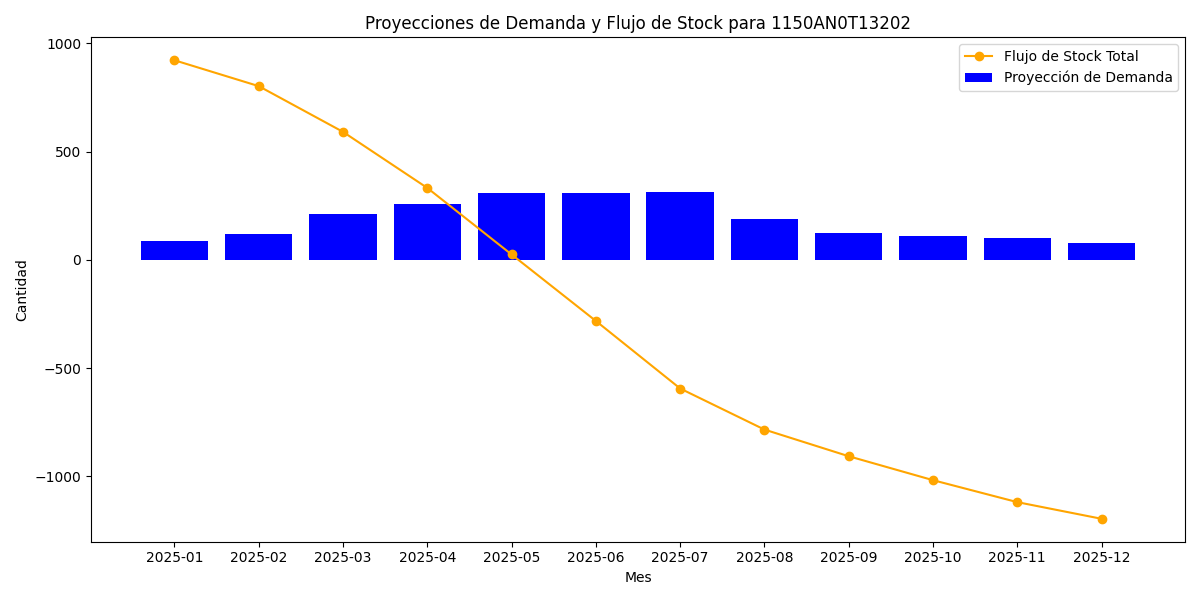 Proyecciones de Demanda y Flujo de Stock para 1150AN0T13202
Flujo de Stock Total
Proyección de Demanda
Cantidad
1000
500
0
−500
−1000
2025-01 2025-02 2025-03 2025-04 2025-05 2025-06 2025-07 2025-08 2025-09 2025-10 2025-11 2025-12
Mes